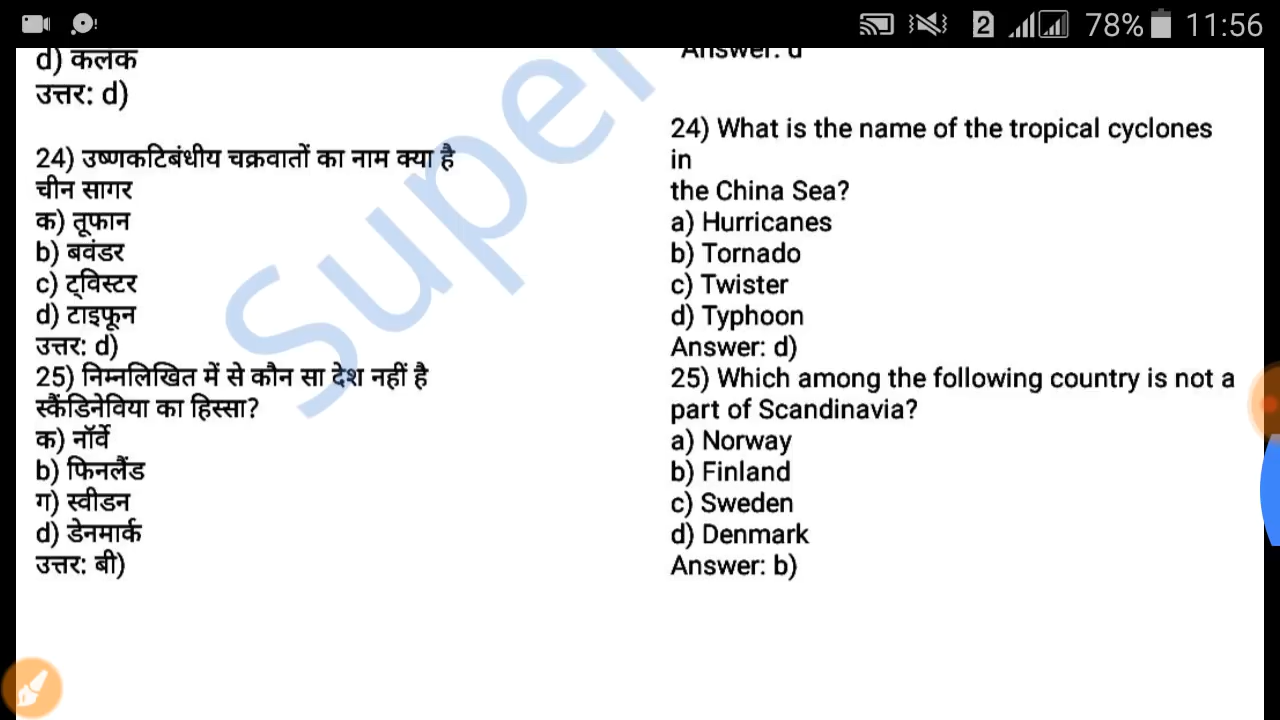 78% 11:56
2
d) कलक
उत्तर: d)
24) उष्णकटिबंधीय चक्रवातों का नाम क्या है
चीन सागर
क) तूफान
b) बवंडर
c) ट्विस्टर
d) टाइफून
उत्तर: d)
25) निम्नलिखित में से कौन सा देश नहीं है
स्कैंडिनेविया का हिस्सा?
क) नॉर्वे
b) फिनलैंड
ग) स्वीडन
d) डेनमार्क
उत्तर: बी)
Answer: d
24) What is the name of the tropical cyclones
in
the China Sea?
a) Hurricanes
b) Tornado
c) Twister
d) Typhoon
Answer: d)
25) Which among the following country is not a
part of Scandinavia?
a) Norway
b) Finland
c) Sweden
d) Denmark
Answer: b)
Super